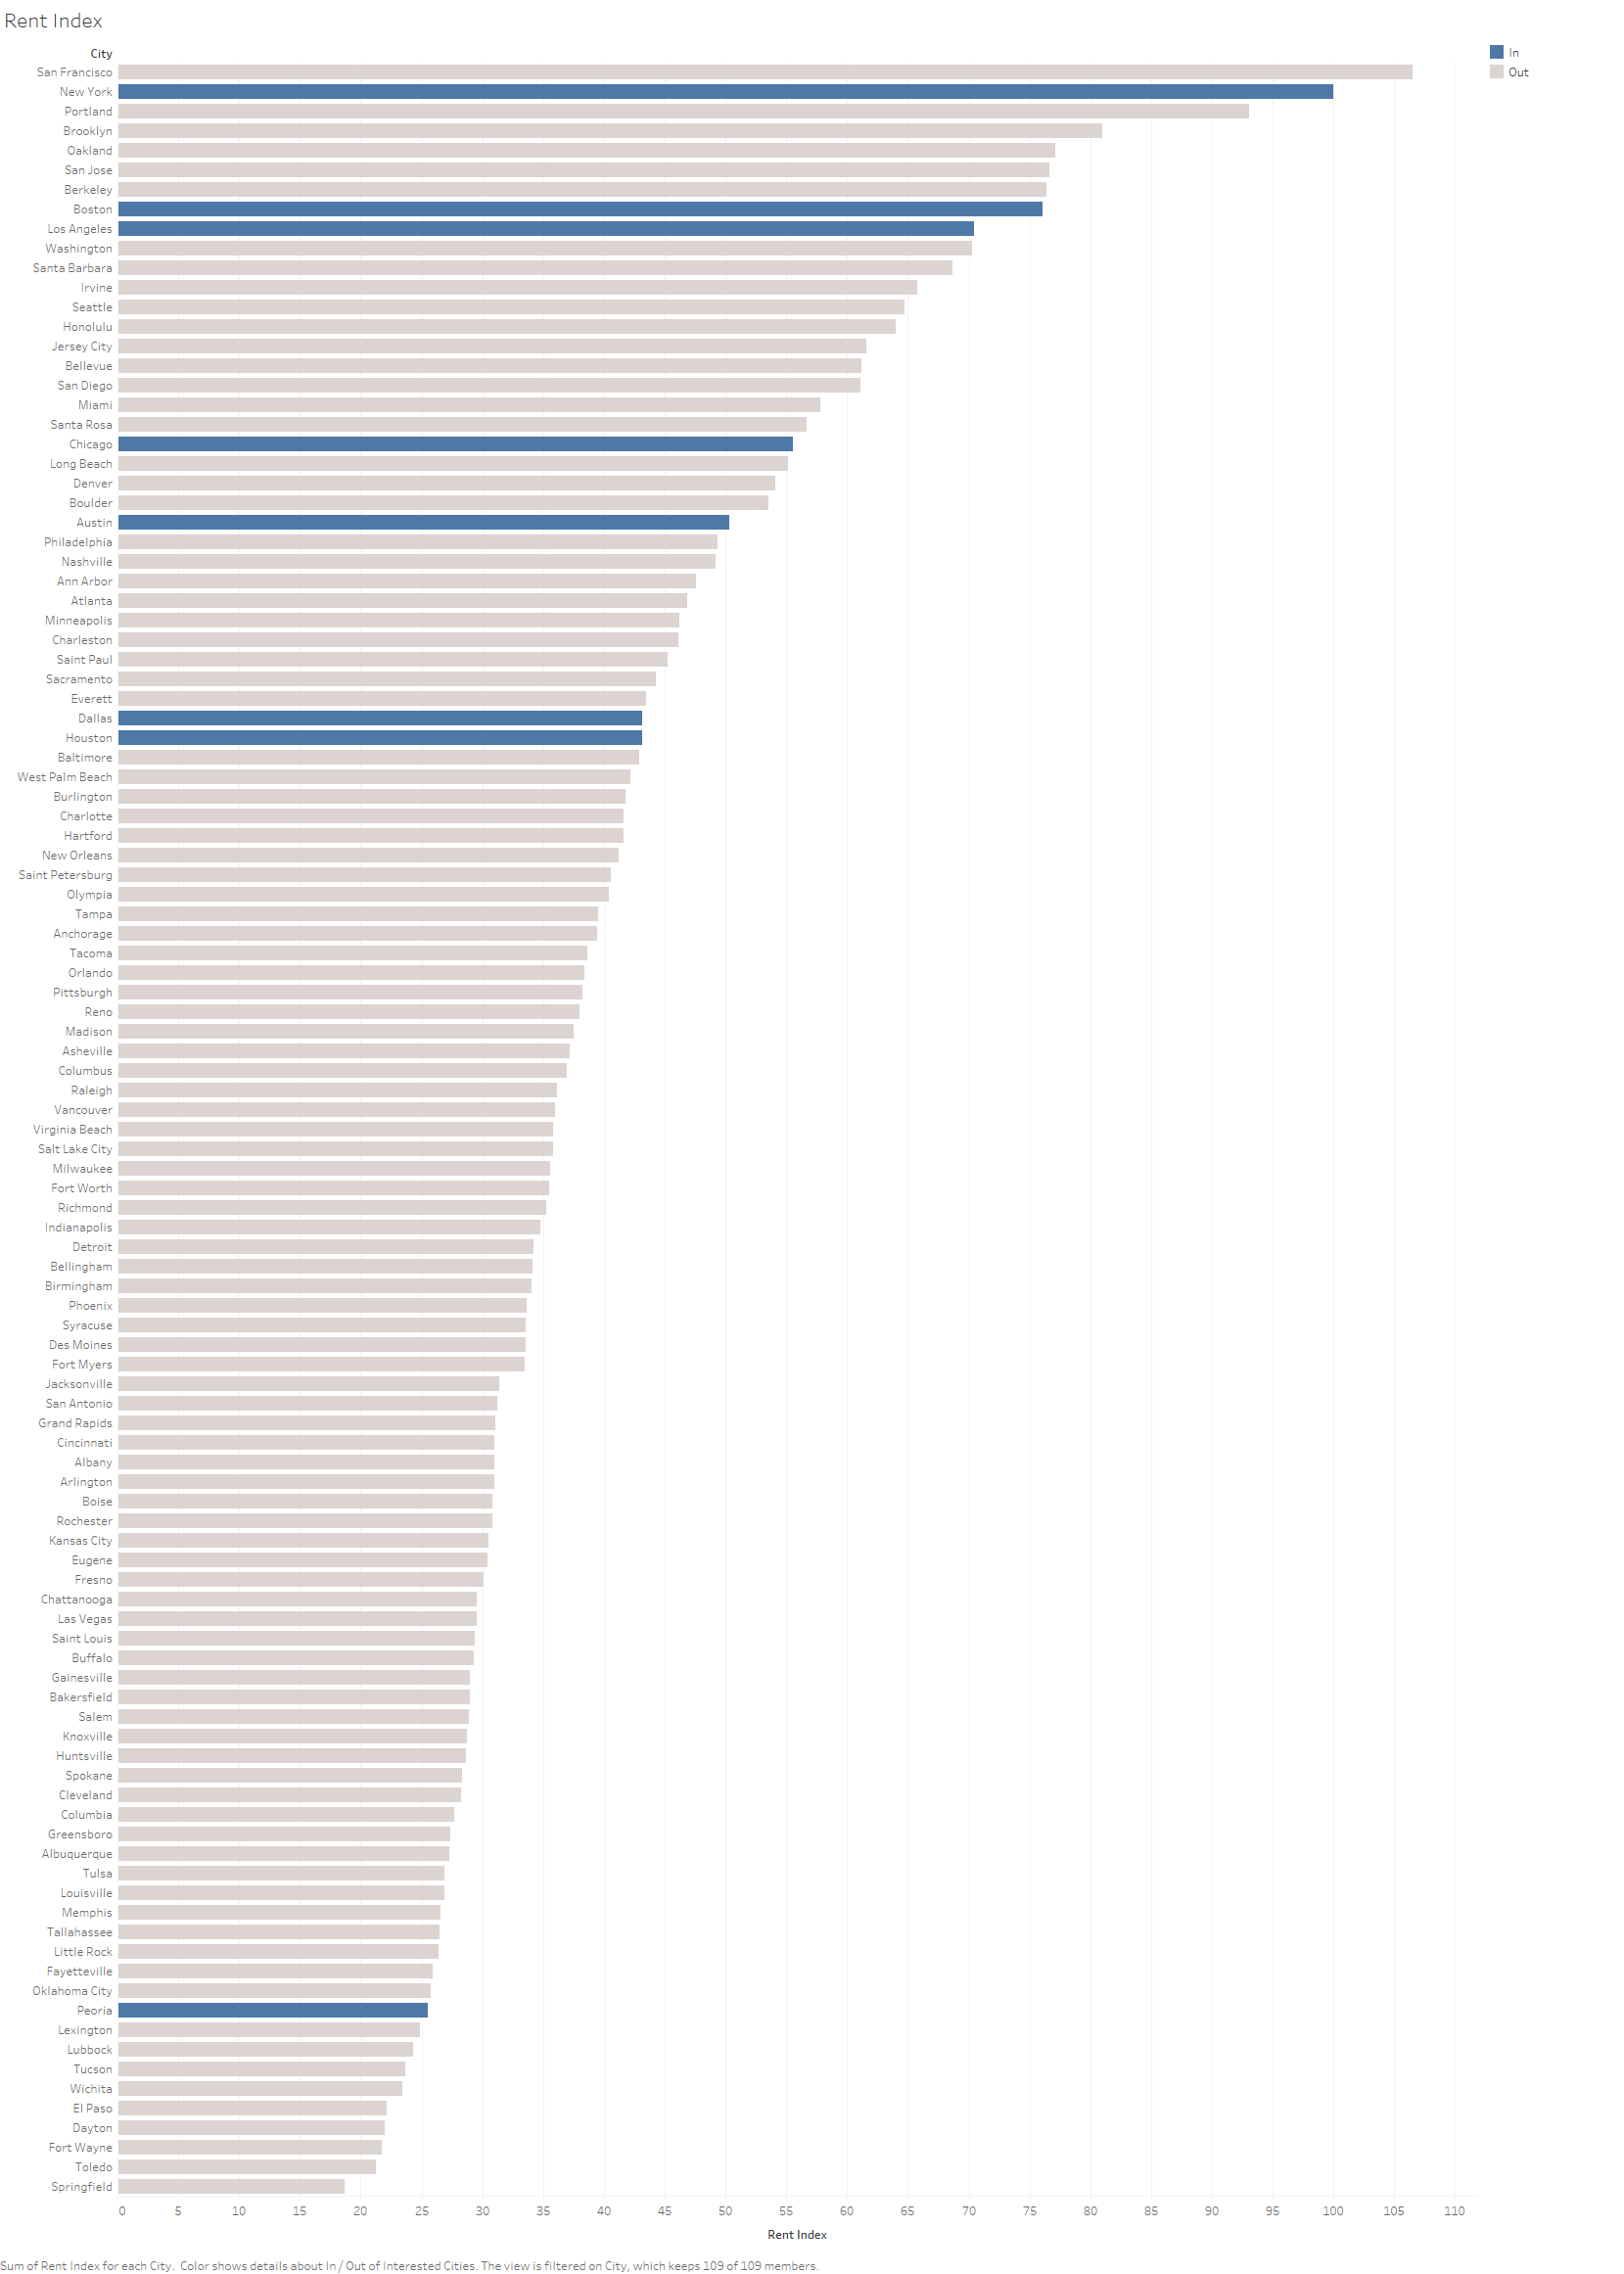 Rent Index
City
In
Out
San Francisco
New York
Portland
Brooklyn
Oakland
San Jose
Berkeley
Boston
Los Angeles
Washington
Santa Barbara
Irvine
Seattle
Honolulu
Jersey City
Bellevue
San Diego
Miami
Santa Rosa
Chicago
Long Beach
Denver
Boulder
Austin
Philadelphia
Nashville
Ann Arbor
Atlanta
Minneapolis
Charleston
Saint Paul
Sacramento
Everett
Dallas
Houston
Baltimore
West Palm Beach
Burlington
Charlotte
Hartford
New Orleans
Saint Petersburg
Olympia
Tampa
Anchorage
Tacoma
Orlando
Pittsburgh
Reno
Madison
Asheville
Columbus
Raleigh
Vancouver
Virginia Beach
Salt Lake City
Milwaukee
Fort Worth
Richmond
Indianapolis
Detroit
Bellingham
Birmingham
Phoenix
Syracuse
Des Moines
Fort Myers
Jacksonville
San Antonio
Grand Rapids
Cincinnati
Albany
Arlington
Boise
Rochester
Kansas City
Eugene
Fresno
Chattanooga
Las Vegas
Saint Louis
Buffalo
Gainesville
Bakersfield
Salem
Knoxville
Huntsville
Spokane
Cleveland
Columbia
Greensboro
Albuquerque
Tulsa
Louisville
Memphis
Tallahassee
Little Rock
Fayetteville
Oklahoma City
Peoria
Lexington
Lubbock
Tucson
Wichita
El Paso
Dayton
Fort Wayne
Toledo
Springfield
0 5 10 15 20 25 30 35 40 45 50 55 60 65 70 75 80 85 90 95 100 105 110
Rent Index
Sum of Rent Index for each City.  Color shows details about In / Out of Interested Cities. The view is filtered on City, which keeps 109 of 109 members.